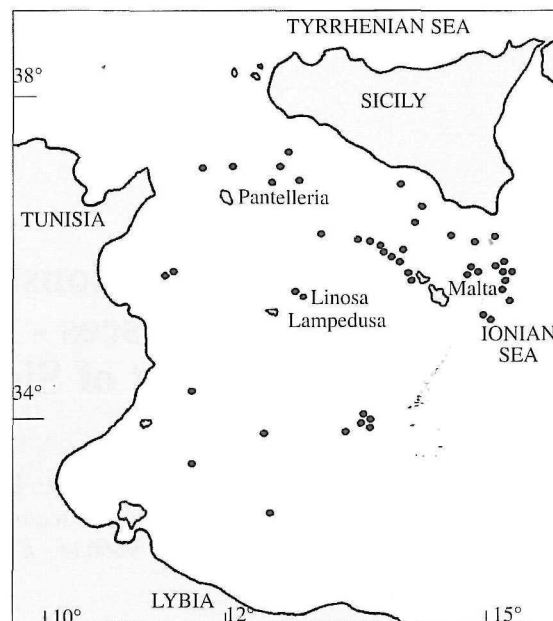 TYRRHENIAN SEA
38°
SICILY
Pantelleria
TUNISIA
Malta
Linosa
Lampedusa
IONIAN
SEA
34°
LYBIA
10°
12°
15°